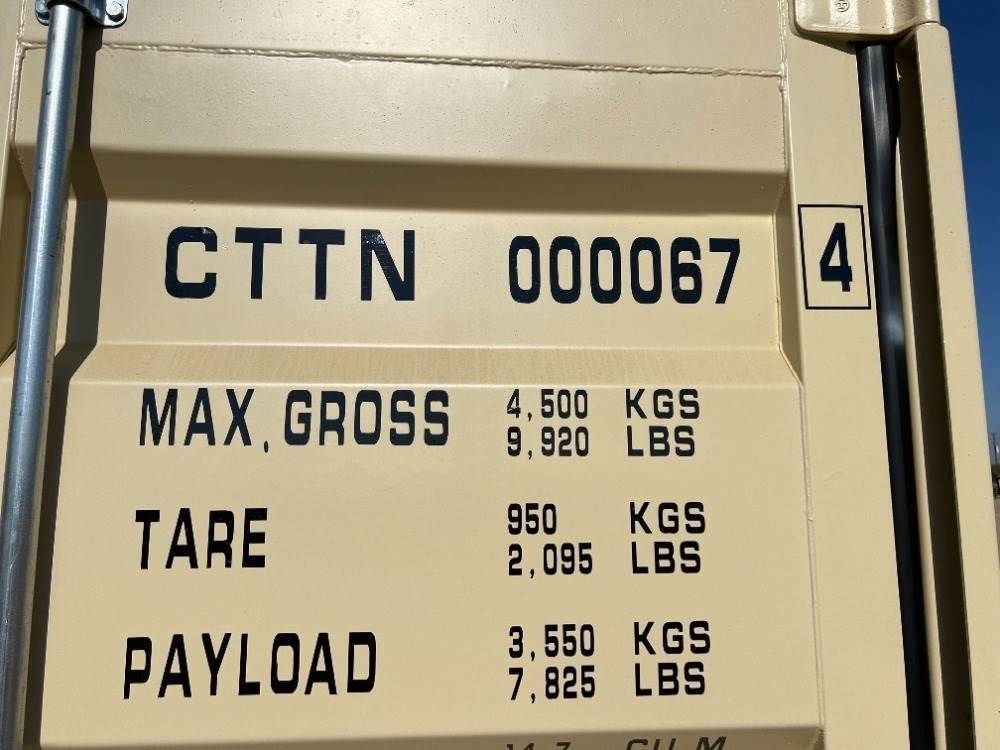 CTTN 000067 4
MAX.GROSS 4,500 KGS
9,920 LBS
TARE 950 KGS
2,095 LBS
PAYLOAD 3,550 KGS
7,825 LBS
CU.M